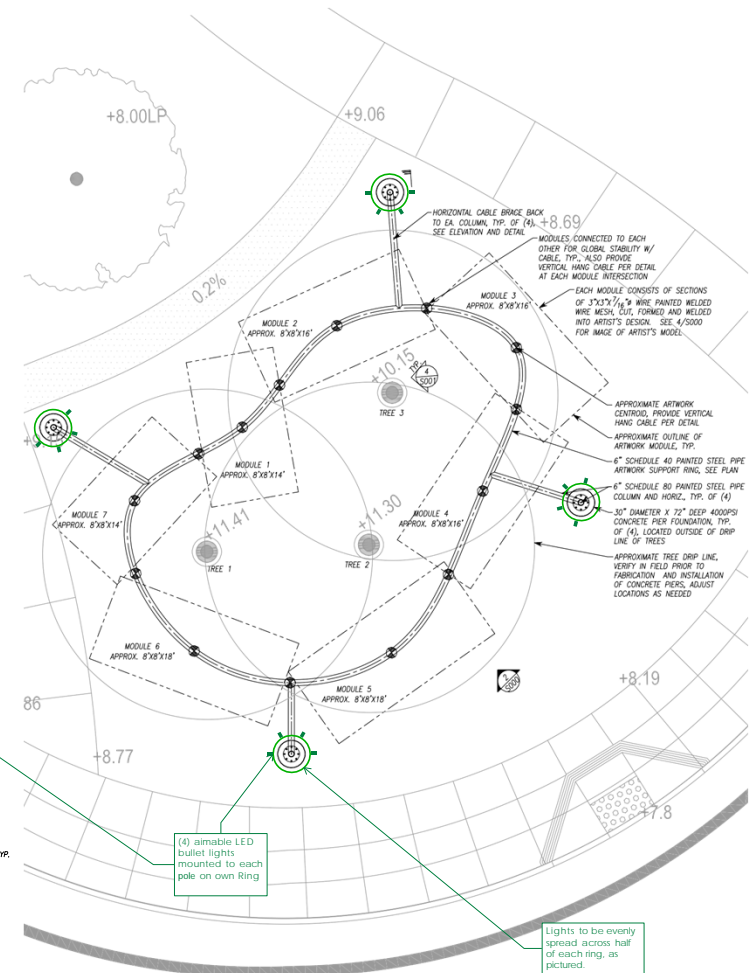 +8.00LP
+9.06
0.2%
HORIZONTAL CABLE BRACE BACK
TO EA. COLUMN, TYP. OF (4),
SEE ELEVATION AND DETAIL
+8.69
MODULES CONNECTED TO EACH
OTHER FOR GLOBAL STABILITY W/
CABLE, TYP., ALSO PROVIDE
VERTICAL HANG CABLE PER DETAIL
AT EACH MODULE INTERSECTION
EACH MODULE CONSISTS OF SECTIONS
OF 3"X3"X7/16"ø WIRE PAINTED WELDED
WIRE MESH, CUT, FORMED AND WELDED
INTO ARTIST'S DESIGN. SEE 4/S000
FOR IMAGE OF ARTIST'S MODEL
MODULE 3
APPROX. 8'X8'X16'
MODULE 2
APPROX. 8'X8'X16'
+10.15
TYP.
4
S001
TREE 3
APPROXIMATE ARTWORK
CENTROID, PROVIDE VERTICAL
HANG CABLE PER DETAIL
APPROXIMATE OUTLINE OF
ARTWORK MODULE, TYP.
6" SCHEDULE 40 PAINTED STEEL PIPE
ARTWORK SUPPORT RING, SEE PLAN
6" SCHEDULE 80 PAINTED STEEL PIPE
COLUMN AND HORIZ., TYP. OF (4)
30" DIAMETER X 72" DEEP 4000PSI
CONCRETE PIER FOUNDATION, TYP.
OF (4), LOCATED OUTSIDE OF DRIP
LINE OF TREES
APPROXIMATE TREE DRIP LINE,
VERIFY IN FIELD PRIOR TO
FABRICATION AND INSTALLATION
OF CONCRETE PIERS, ADJUST
LOCATIONS AS NEEDED
MODULE 1
APPROX. 8'X8'X14'
MODULE 7
APPROX. 8'X8'X14'
MODULE 4
APPROX. 8'X8'X16'
+11.41
TREE 1
+11.30
TREE 2
MODULE 6
APPROX. 8'X8'X18'
MODULE 5
APPROX. 8'X8'X18'
2
S000
+8.19
86
+8.77
+7.8
YP.
(4) aimable LED
bullet lights
mounted to each
pole on own Ring
Lights to be evenly
spread across half
of each ring, as
pictured.